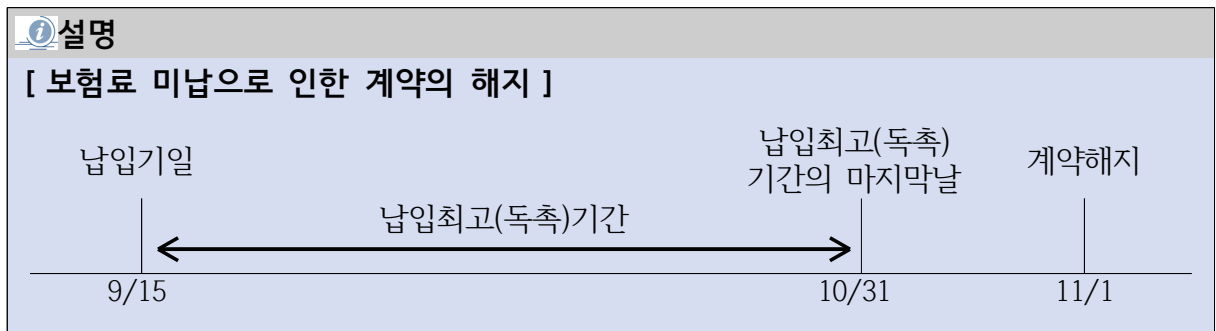 설명
[ 보험료 미납으로 인한 계약의 해지 ]
납입기일
납입최고(독촉)
기간의 마지막날
계약해지
납입최고(독촉)기간
9/15
10/31
11/1